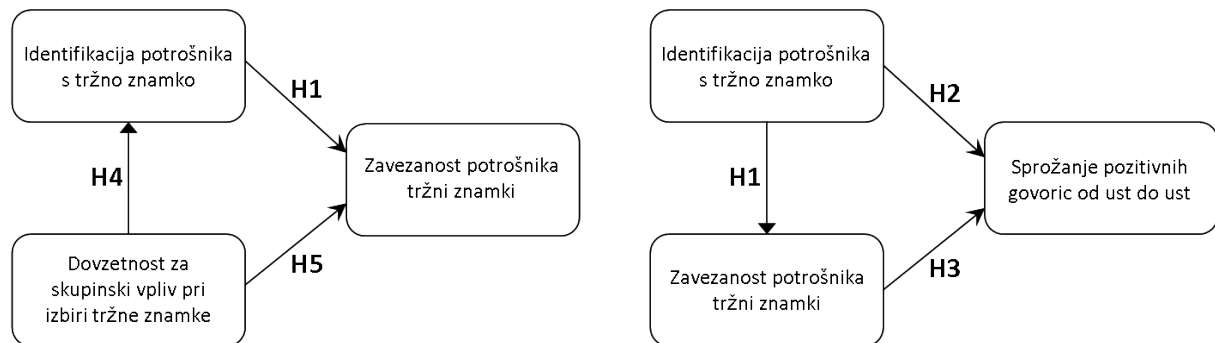 Identifikacija potrošnika
s tržno znamko
H1
H4
Zavezanost potrošnika
tržni znamki
Dovzetnost za
skupinski vpliv pri
izbiri tržne znamke
H5
Identifikacija potrošnika
s tržno znamko
H2
H1
Sprožanje pozitivnih
govoric od ust do ust
Zavezanost potrošnika
tržni znamki
H3